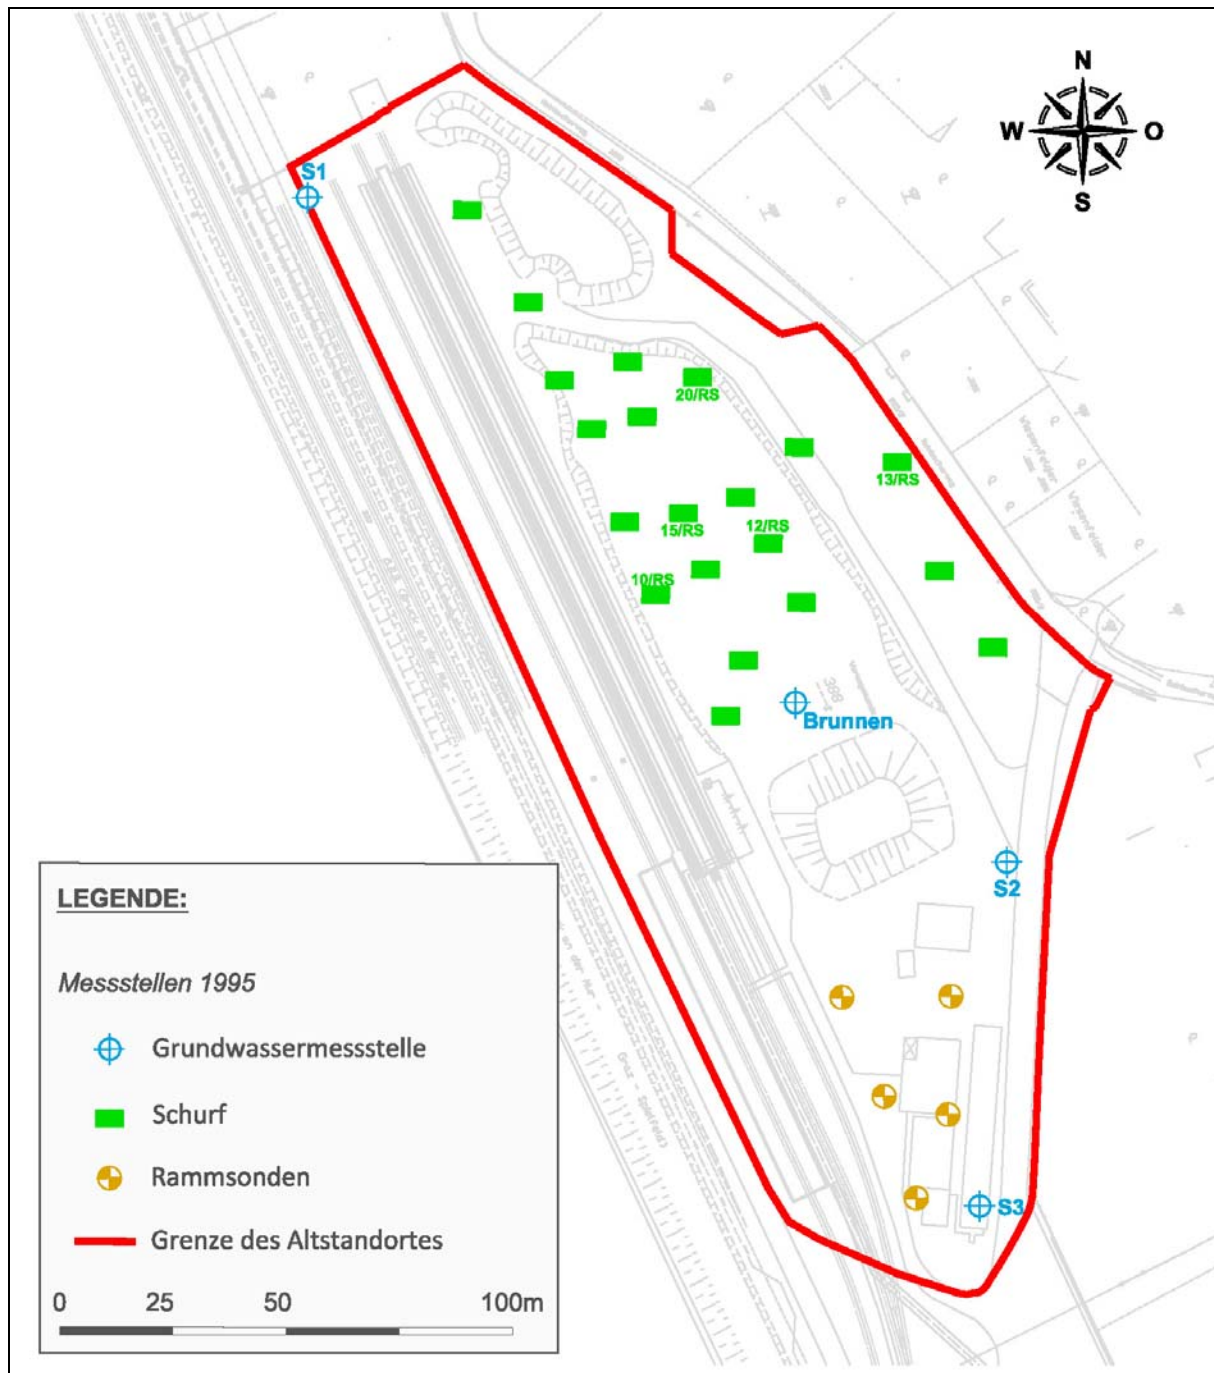 N
W
O
S
S1
20/RS
13/RS
15/RS
12/RS
10/RS
388
Brunnen
S2
S3
LEGENDE:
Messstellen 1995
Grundwassermessstelle
Schurf
Rammsonden
Grenze des Altstandortes
0 25 50 100m